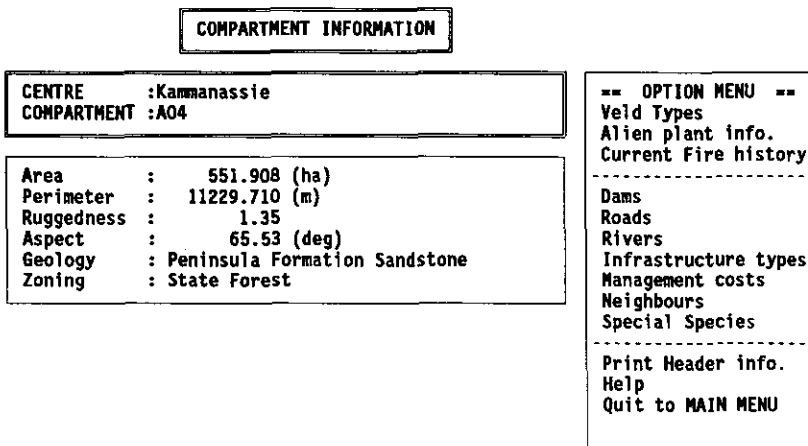 COMPARTMENT INFORMATION
CENTRE :Kammanassie
COMPARTMENT :A04
Area : 551.908 (ha)
Perimeter : 11229.710 (m)
Ruggedness : 1.35
Aspect : 65.53 (deg)
Geology : Peninsula Formation Sandstone
Zoning : State Forest
== OPTION MENU ==
Veld Types
Alien plant info.
Current Fire history
Dams
Roads
Rivers
Infrastructure types
Management costs
Neighbours
Special Species
Print Header info.
Help
Quit to MAIN MENU